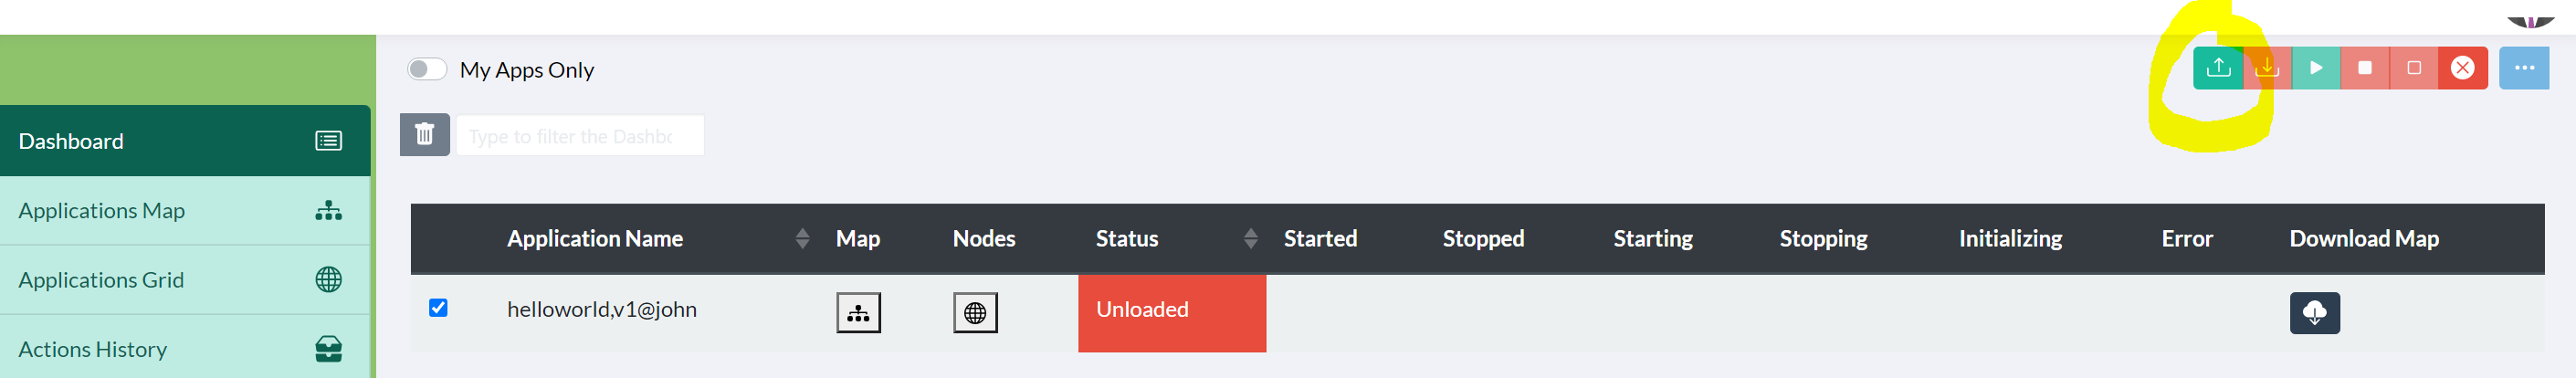 My Apps Only
Type to filter the Dashbo
Dashboard
Applications Map
Applications Grid
Actions History
Application Name Map Nodes Status Started Stopped Starting Stopping Initializing Error Download Map
helloworld,v1@john Unloaded